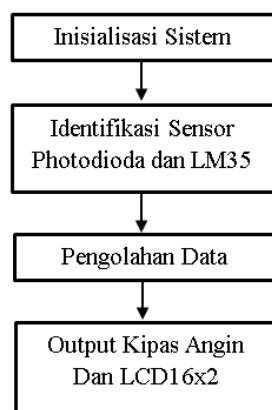 Inisialisasi Sistem
Identifikasi Sensor
Photodioda dan LM35
Pengolahan Data
Output Kipas Angin
Dan LCD16x2